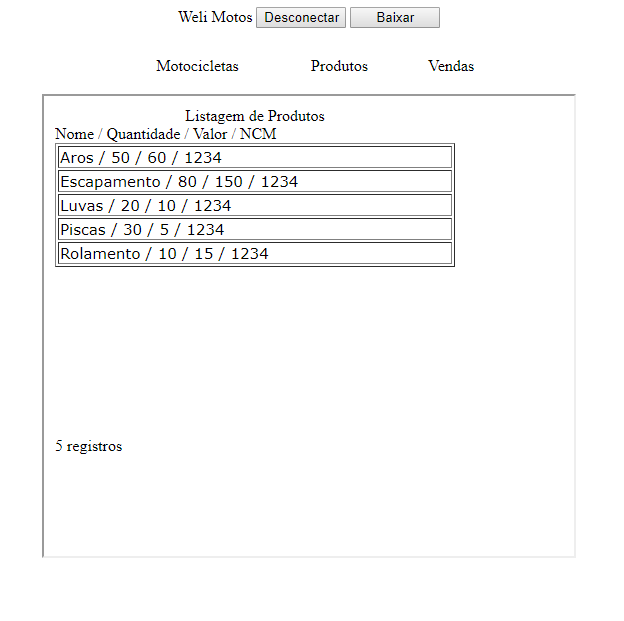 Weli Motos Desconectar Baixar
Motocicletas Produtos Vendas
Listagem de Produtos
Nome / Quantidade / Valor / NCM
Aros / 50 / 60 / 1234
Escapamento / 80 / 150 / 1234
Luvas / 20 / 10 / 1234
Piscas / 30 / 5 / 1234
Rolamento / 10 / 15 / 1234
5 registros